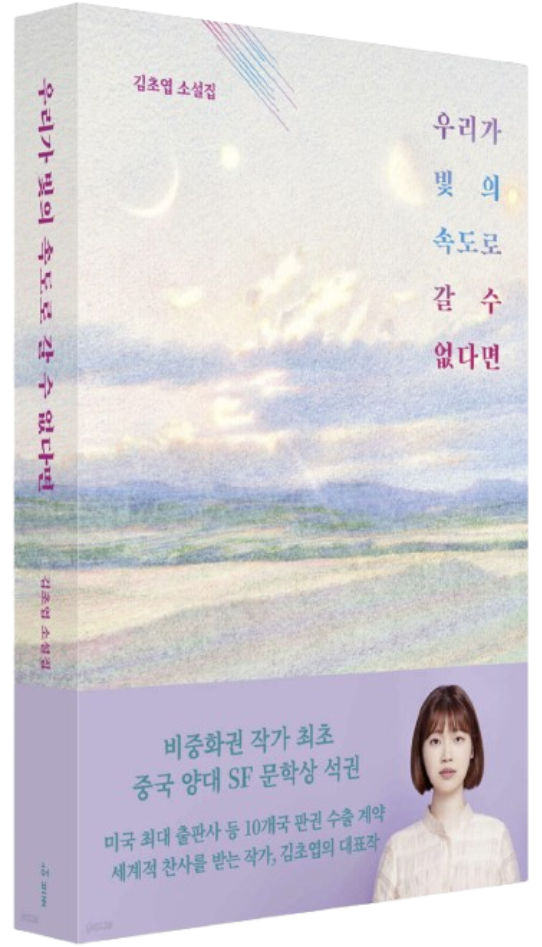 김초엽 소설집
우리가
빛 의
속도로
갈 수
없다면
우리가 빛의 속도로 갈 수 없다면
김초엽 소설집
허블
비중화권 작가 최초
중국 양대 SF 문학상 석권
미국 최대 출판사 등 10개국 판권 수출 계약
세계적 찬사를 받는 작가, 김초엽의 대표작